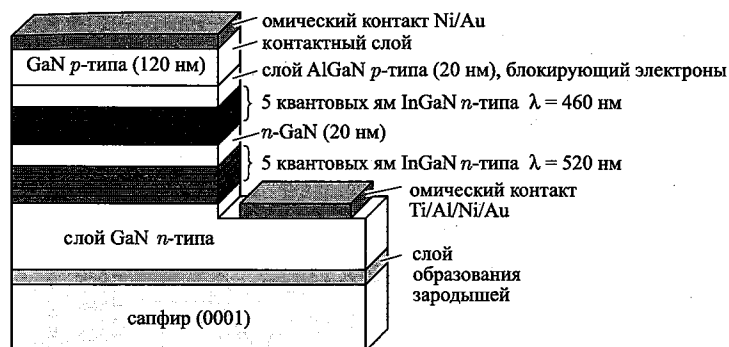 омический контакт Ni/Au
контактный слой
GaN p-типа (120 нм)
слой AlGaN p-типа (20 нм), блокирующий электроны
5 квантовых ям InGaN n-типа λ = 460 нм
n-GaN (20 нм)
5 квантовых ям InGaN n-типа λ = 520 нм
омический контакт
Ti/Al/Ni/Au
слой GaN n-типа
слой
образования
зародышей
сапфир (0001)